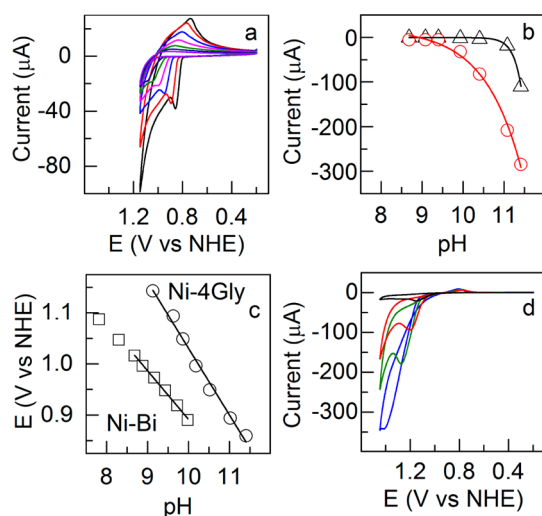 a
40
0
-40
-80
Current (μA)
1.2 0.8 0.4
E (V vs NHE)
b
0
-100
-200
-300
Current (μA)
8 9 10 11
pH
c
Ni-4Gly
Ni-Bi
1.1
1.0
0.9
E (V vs NHE)
8 9 10 11
pH
d
0
-100
-200
-300
Current (μA)
1.2 0.8 0.4
E (V vs NHE)